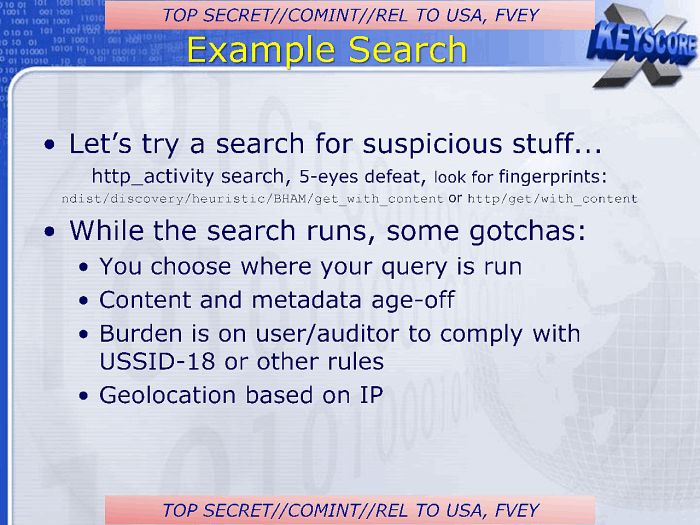 TOP SECRET//COMINT//REL TO USA, FVEY
Example Search
KEYSCORE
X
• Let's try a search for suspicious stuff...
http_activity search, 5-eyes defeat, look for fingerprints:
ndist/discovery/heuristic/BHAM/get_with_content or http/get/with_content
• While the search runs, some gotchas:
• You choose where your query is run
• Content and metadata age-off
• Burden is on user/auditor to comply with
USSID-18 or other rules
• Geolocation based on IP
TOP SECRET//COMINT//REL TO USA, FVEY